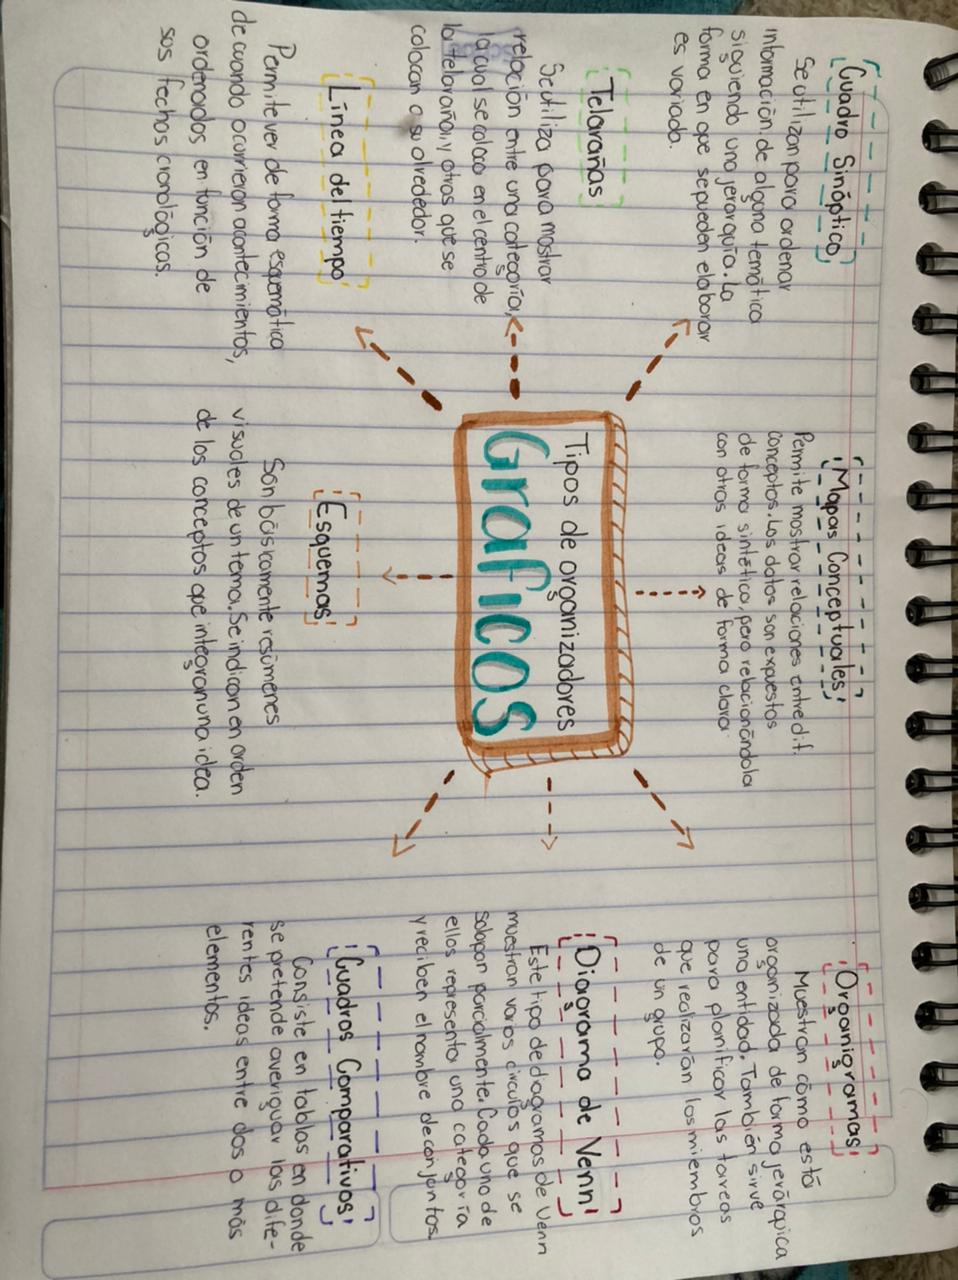 Tipos de organizadores
Graficos
Cuadro Sinóptico
Se utilizan para ordenar
información de alguna temática
siguiendo una jerarquía. La
forma en que se pueden elaborar
es variada.
Mapas Conceptuales
Permite mostrar relaciones entre dif.
conceptos. Los datos son expuestos
de forma sintética, pero relacionándola
con otras ideas de forma clara
Organigramas
Muestran cómo está
organizada de forma jerárquica
una entidad. También sirve
para planificar las tareas
que realizarán los miembros
de un grupo.
Telarañas
Se utiliza para mostrar
relación entre una categoría,
la cual se coloca en el centro de
la telaraña, y otras que se
colocan a su alrededor.
Diagrama de Venn
Este tipo de diagramas de Venn
muestran varios círculos que se
solapan parcialmente. Cada uno de
ellos representa una categoría
y reciben el nombre de conjuntos.
Línea del tiempo
Permite ver de forma esquemática
de cuando ocurrieron acontecimientos,
ordenados en función de
sus fechas cronológicas.
Esquemas
Són básicamente resúmenes
visuales de un tema. Se indican en orden
de los conceptos que integran una idea.
Cuadros Comparativos
Consiste en tablas en donde
se pretende averiguar las dife-
rentes ideas entre dos o más
elementos.